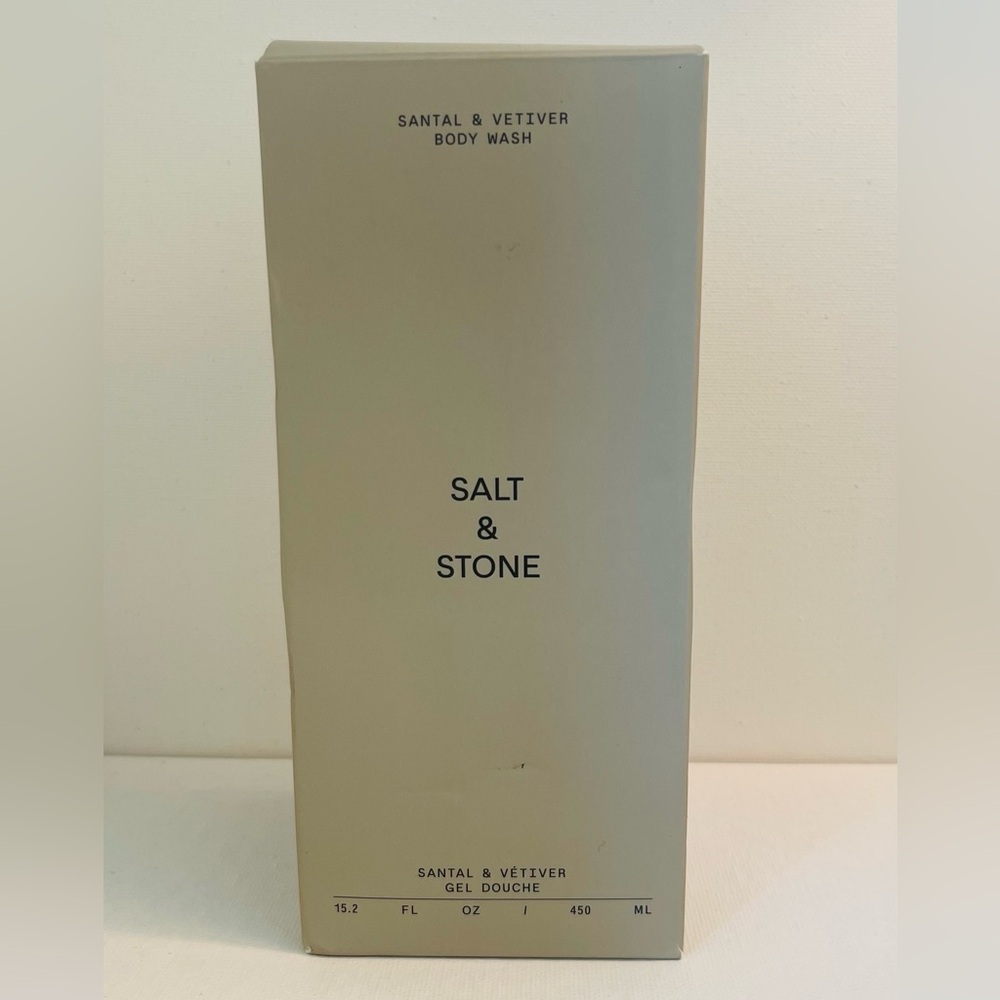 SANTAL & VETIVER
BODY WASH
SALT
&
STONE
SANTAL & VÉTIVER
GEL DOUCHE
15.2 FL OZ / 450 ML